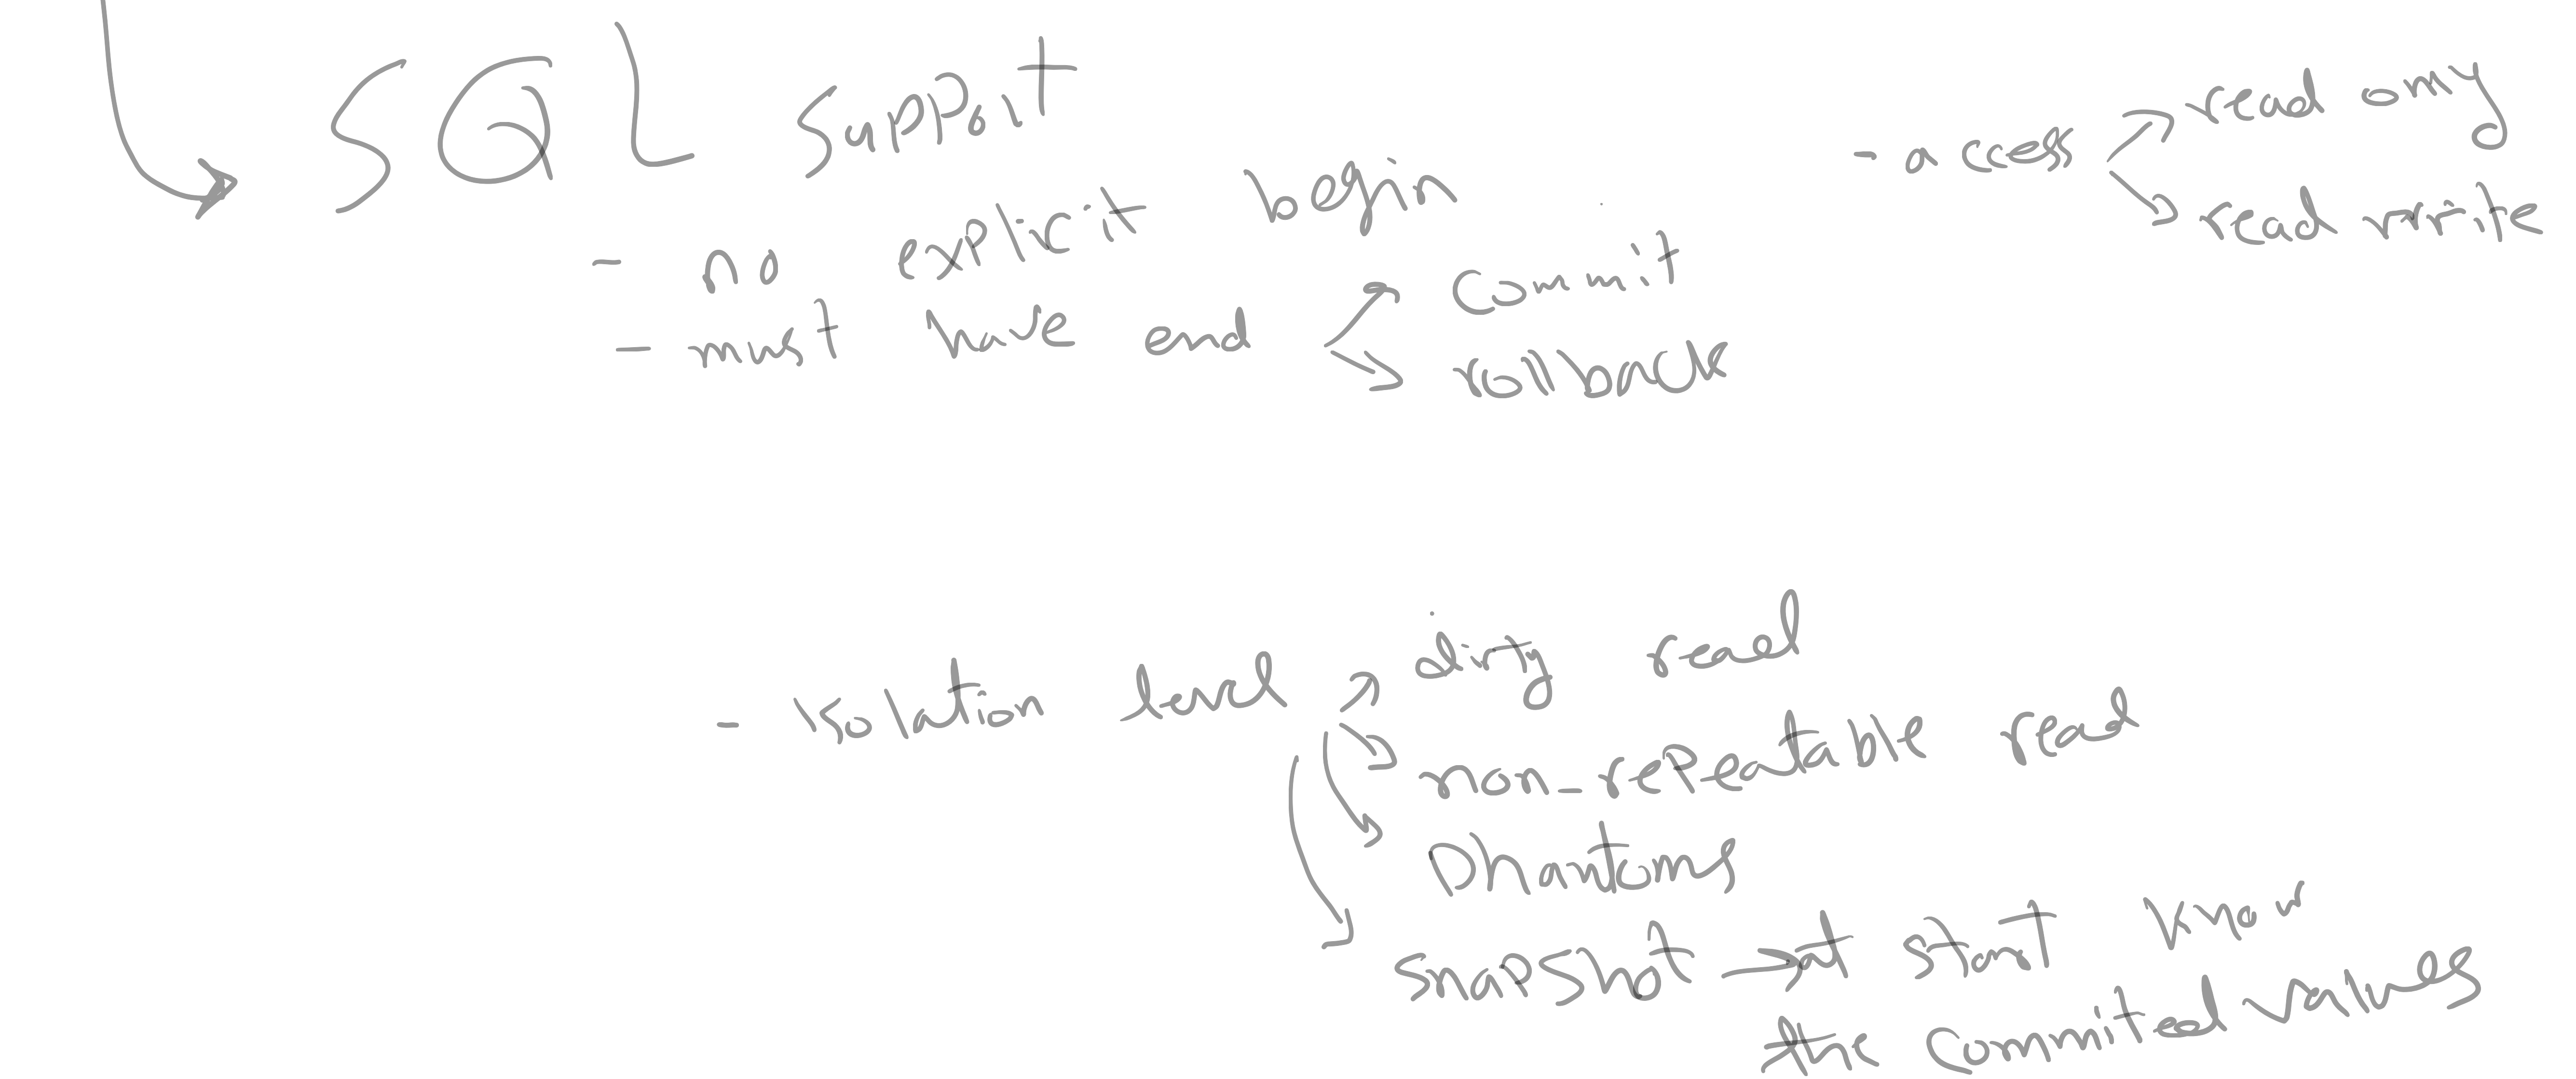 SQL Support
- no explicit begin
- must have end
commit
rollback
- access
read only
read write
- Isolation level
dirty read
non-repeatable read
Phantoms
snapshot → at start know
the commited values